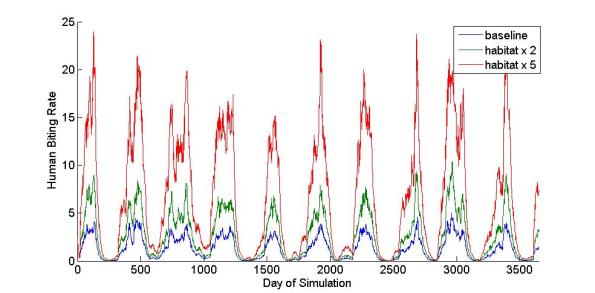 25
20
15
10
5
0
Human Biting Rate
baseline
habitat x 2
habitat x 5
0 500 1000 1500 2000 2500 3000 3500
Day of Simulation